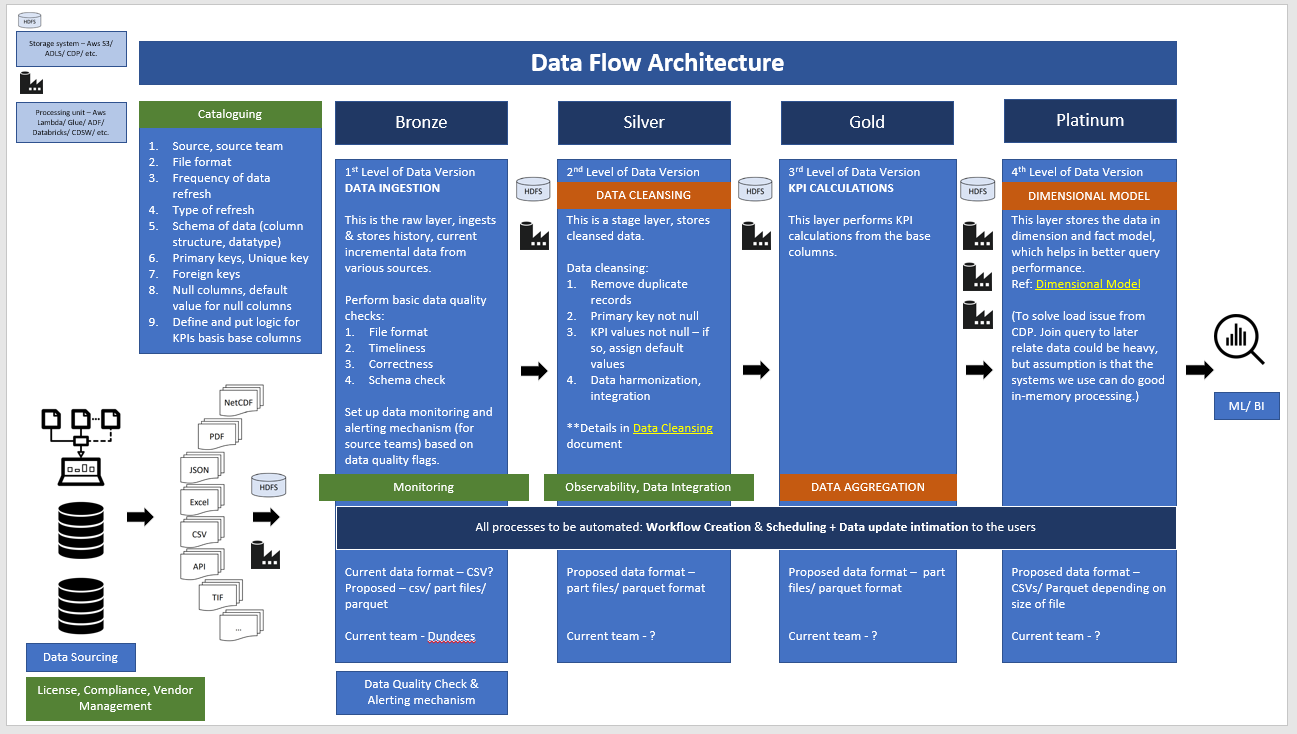 HDFS
Storage system – Aws S3/
ADLS/ CDP/ etc.
Processing unit – Aws
Lambda/ Glue/ ADF/
Databricks/ CDSW/ etc.
Data Flow Architecture
Cataloguing
1. Source, source team
2. File format
3. Frequency of data
refresh
4. Type of refresh
5. Schema of data (column
structure, datatype)
6. Primary keys, Unique key
7. Foreign keys
8. Null columns, default
value for null columns
9. Define and put logic for
KPIs basis base columns
NetCDF
PDF
JSON
Excel
CSV
API
TIF
...
HDFS
Data Sourcing
License, Compliance, Vendor
Management
Bronze
1st Level of Data Version
DATA INGESTION
This is the raw layer, ingests
& stores history, current
incremental data from
various sources.
Perform basic data quality
checks:
1. File format
2. Timeliness
3. Correctness
4. Schema check
Set up data monitoring and
alerting mechanism (for
source teams) based on
data quality flags.
Monitoring
HDFS
Silver
2nd Level of Data Version
DATA CLEANSING
This is a stage layer, stores
cleansed data.
Data cleansing:
1. Remove duplicate
records
2. Primary key not null
3. KPI values not null – if
so, assign default
values
4. Data harmonization,
integration
**Details in Data Cleansing
document
Observability, Data Integration
HDFS
Gold
3rd Level of Data Version
KPI CALCULATIONS
This layer performs KPI
calculations from the base
columns.
DATA AGGREGATION
HDFS
Platinum
4th Level of Data Version
DIMENSIONAL MODEL
This layer stores the data in
dimension and fact model,
which helps in better query
performance.
Ref: Dimensional Model
(To solve load issue from
CDP. Join query to later
relate data could be heavy,
but assumption is that the
systems we use can do good
in-memory processing.)
ML/ BI
All processes to be automated: Workflow Creation & Scheduling + Data update intimation to the users
Current data format – CSV?
Proposed – csv/ part files/
parquet
Current team - Dundees
Proposed data format –
part files/ parquet format
Current team - ?
Proposed data format – part
files/ parquet format
Current team - ?
Proposed data format –
CSVs/ Parquet depending on
size of file
Current team - ?
Data Quality Check &
Alerting mechanism